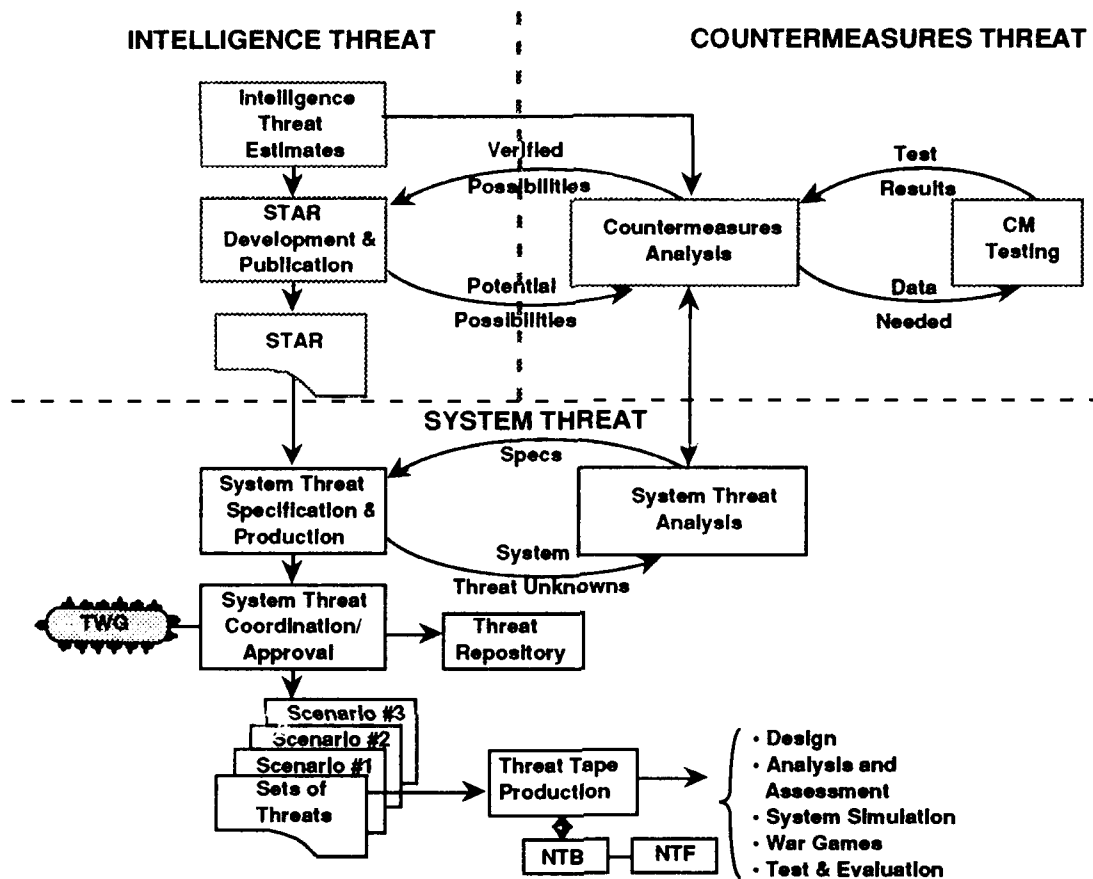 INTELLIGENCE THREAT
COUNTERMEASURES THREAT
Intelligence
Threat
Estimates
Verified
Possibilities
Test
Results
STAR
Development &
Publication
Countermeasures
Analysis
CM
Testing
Potential
Possibilities
Data
Needed
STAR
SYSTEM THREAT
Specs
System Threat
Specification &
Production
System Threat
Analysis
System
Threat Unknowns
TWG
System Threat
Coordination/
Approval
Threat
Repository
Scenario #3
Scenario #2
Scenario #1
Sets of
Threats
Threat Tape
Production
NTB
NTF
• Design
• Analysis and
Assessment
• System Simulation
• War Games
• Test & Evaluation